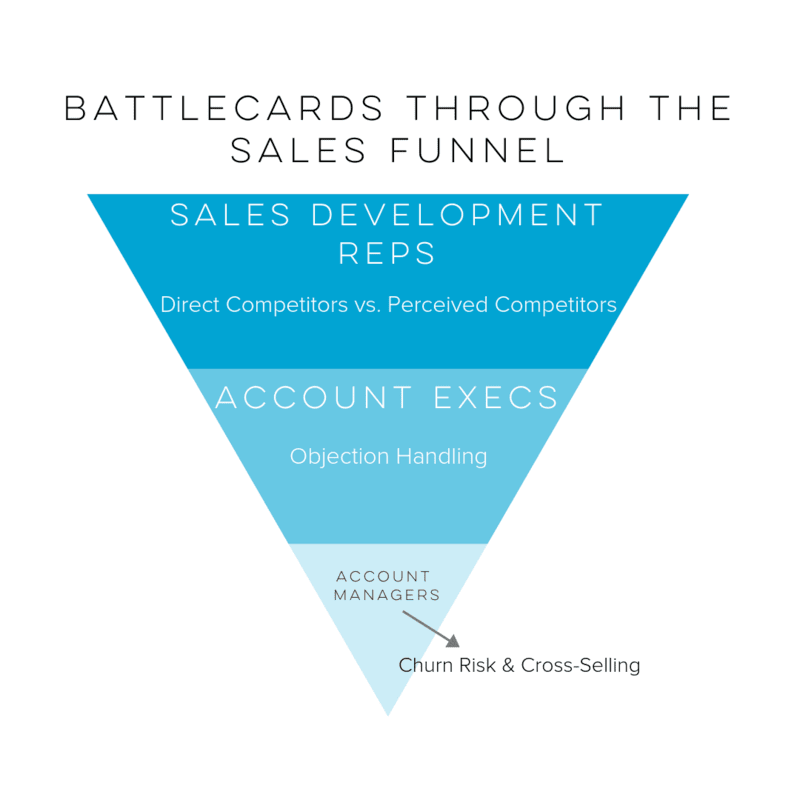 BATTLECARDS THROUGH THE
SALES FUNNEL
SALES DEVELOPMENT
REPS
Direct Competitors vs. Perceived Competitors
ACCOUNT EXECS
Objection Handling
ACCOUNT
MANAGERS
Churn Risk & Cross-Selling